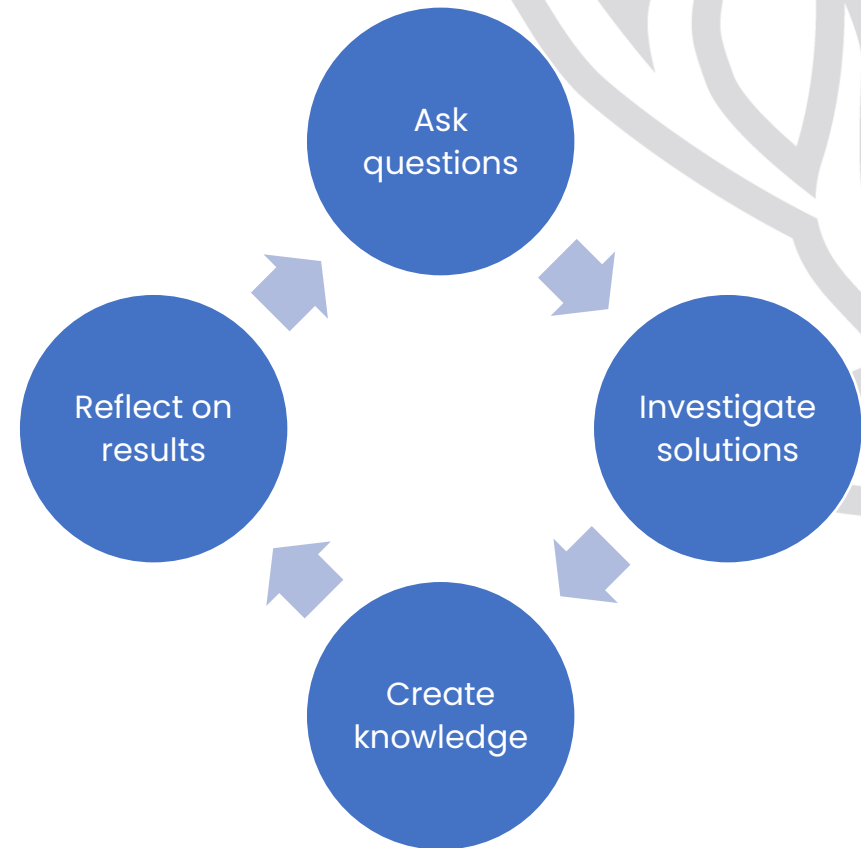 Ask
questions
Investigate
solutions
Create
knowledge
Reflect on
results